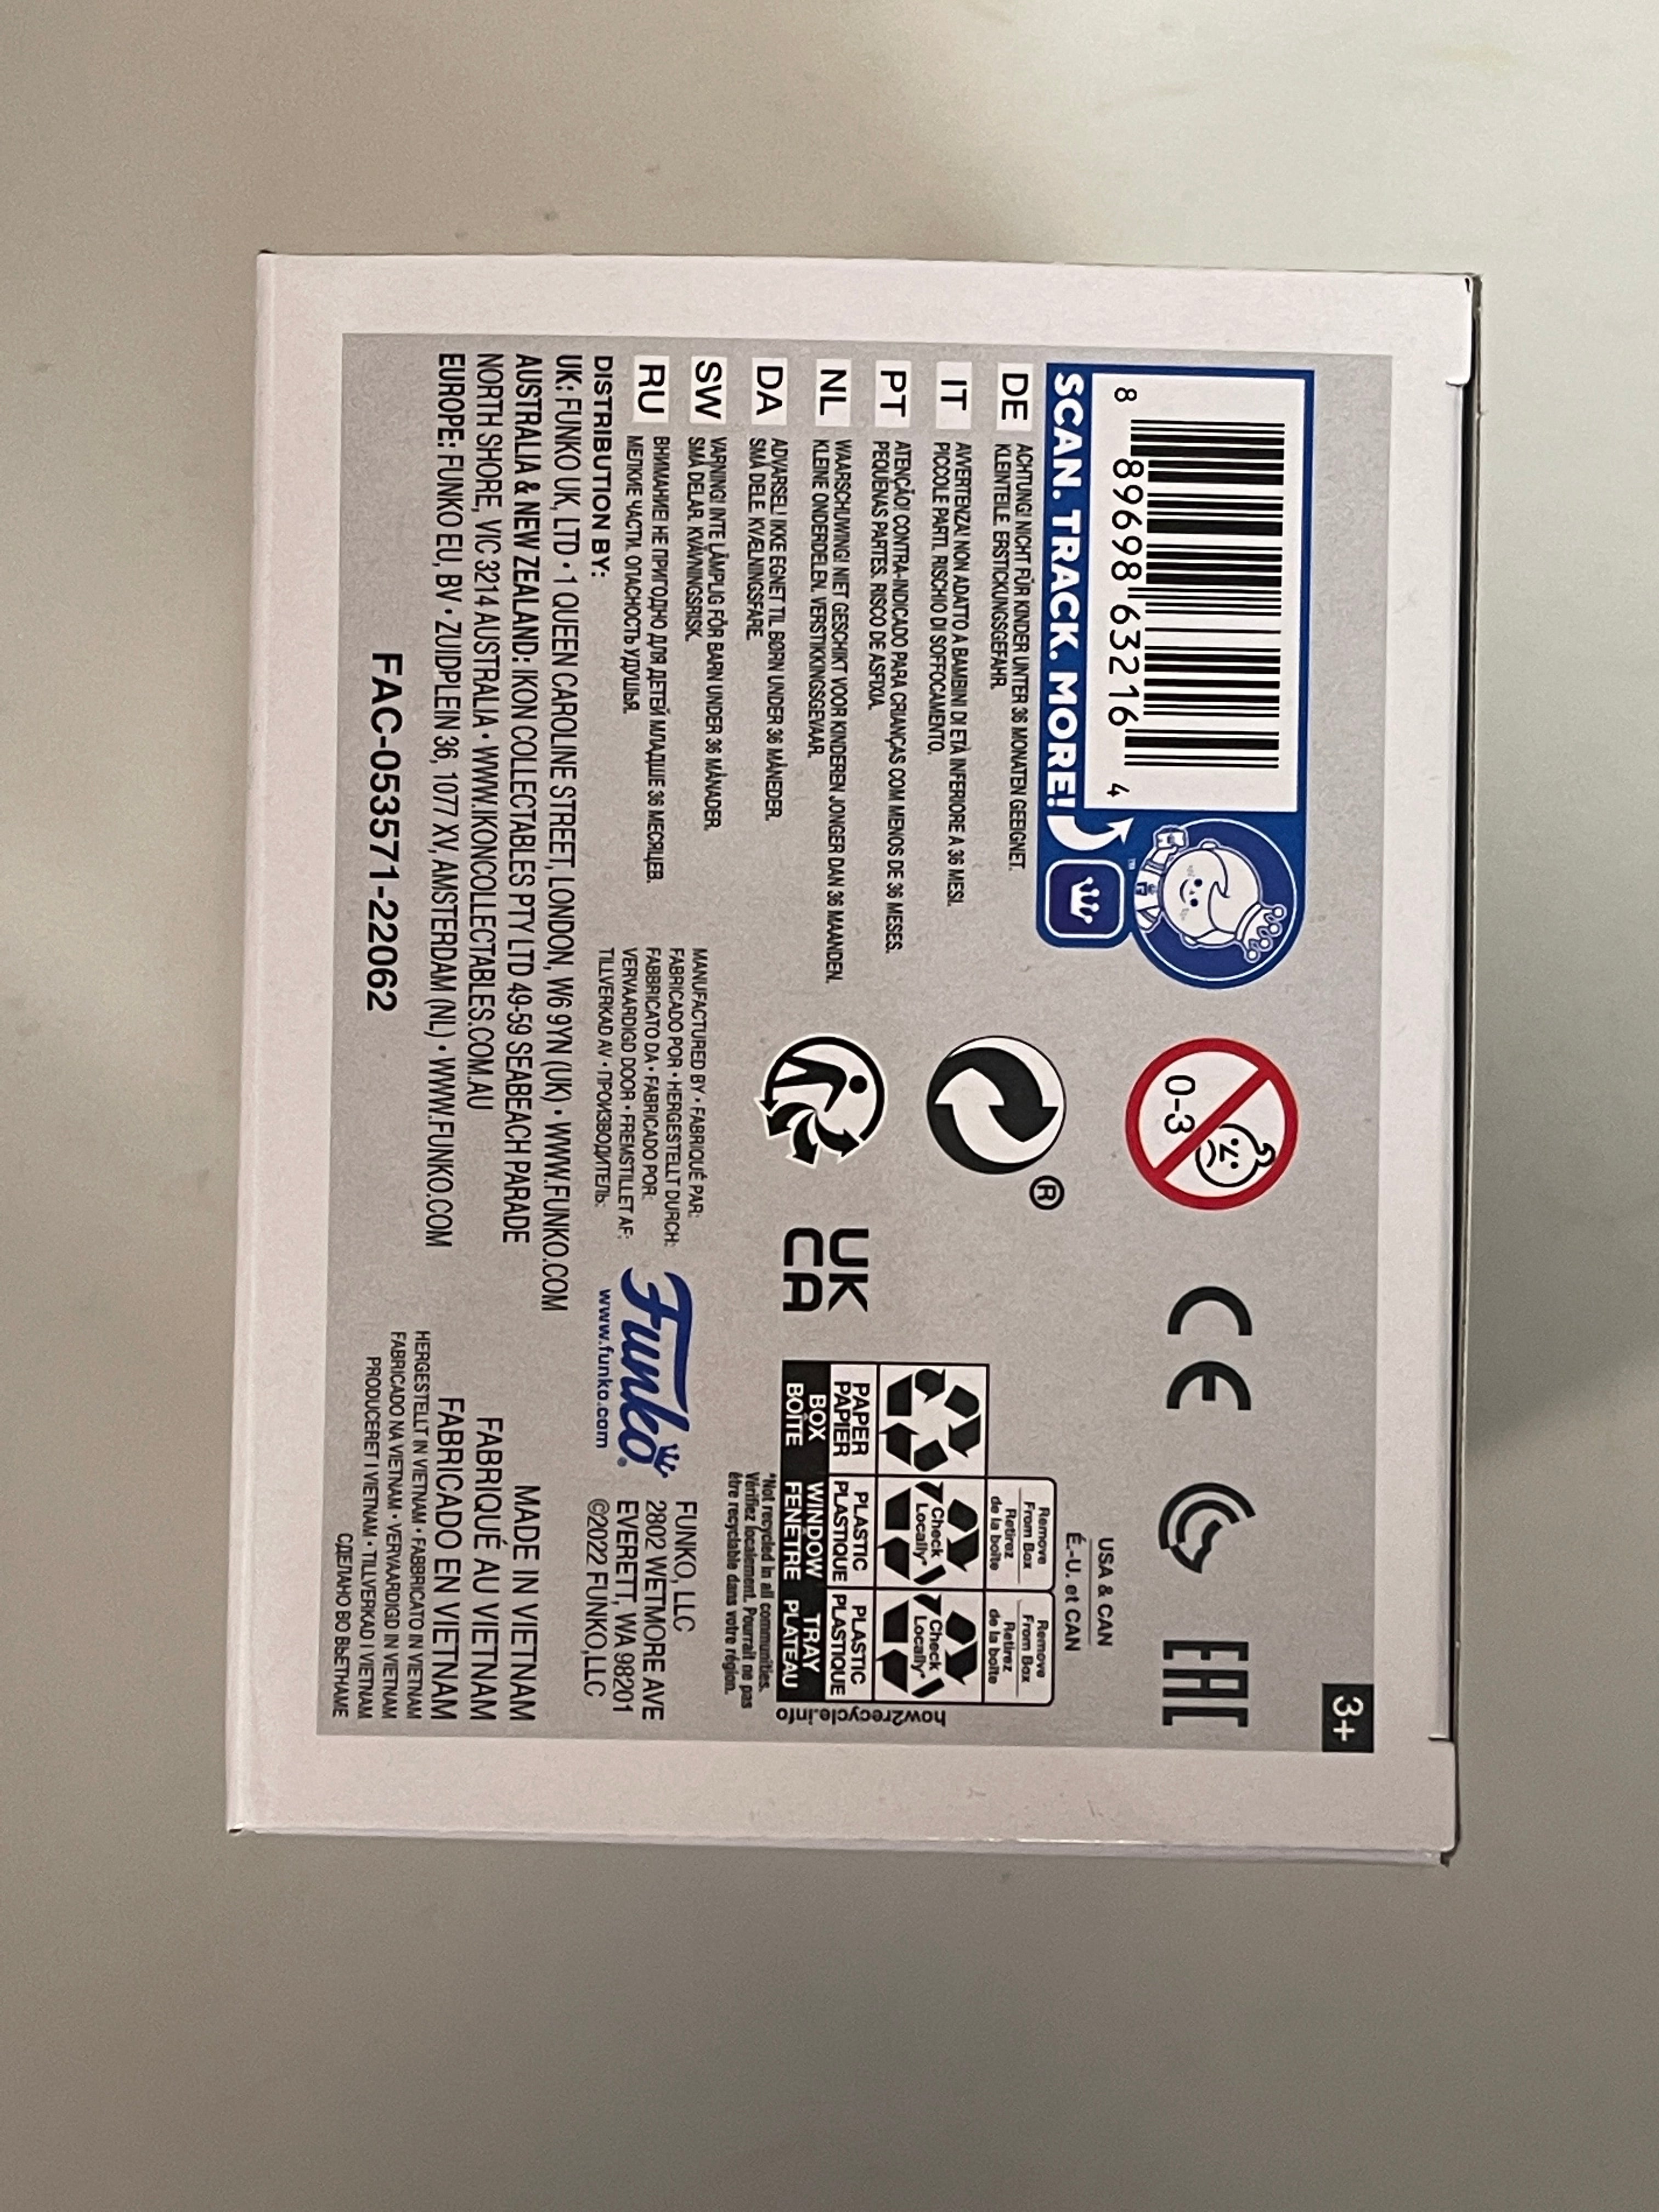 3+
8 89698 63216 4
SCAN. TRACK. MORE!
™
0-3
CE
EAC
DE ACHTUNG! NICHT FÜR KINDER UNTER 36 MONATEN GEEIGNET.
KLEINTEILE. ERSTICKUNGSGEFAHR.
IT AVVERTENZA! NON ADATTO A BAMBINI DI ETÀ INFERIORE A 36 MESI.
PICCOLE PARTI. RISCHIO DI SOFFOCAMENTO.
PT ATENÇÃO! CONTRA-INDICADO PARA CRIANÇAS COM MENOS DE 36 MESES.
PEQUENAS PARTES. RISCO DE ASFIXIA.
NL WAARSCHUWING! NIET GESCHIKT VOOR KINDEREN JONGER DAN 36 MAANDEN.
KLEINE ONDERDELEN. VERSTIKKINGSGEVAAR.
DA ADVARSEL! IKKE EGNET TIL BØRN UNDER 36 MÅNEDER.
SMÅ DELE. KVÆLNINGSFARE.
SW VARNING! INTE LÄMPLIG FÖR BARN UNDER 36 MÅNADER.
SMÅ DELAR. KVÄVNINGSRISK.
RU ВНИМАНИЕ! НЕ ПРИГОДНО ДЛЯ ДЕТЕЙ МЛАДШЕ 36 МЕСЯЦЕВ.
МЕЛКИЕ ЧАСТИ. ОПАСНОСТЬ УДУШЬЯ.
®
UK
CA
USA & CAN
É.-U. et CAN
Remove
From Box
Retirez
de la boîte
Remove
From Box
Retirez
de la boîte
Check
Locally*
Check
Locally*
PAPER
PAPIER
PLASTIC
PLASTIQUE
PLASTIC
PLASTIQUE
BOX
BOÎTE
WINDOW
FENÊTRE
TRAY
PLATEAU
how2recycle.info
*Not recycled in all communities.
Vérifiez localement. Pourrait ne pas
être recyclable dans votre région.
MANUFACTURED BY • FABRIQUÉ PAR:
FABRICADO POR • HERGESTELLT DURCH:
FABBRICATO DA • FABRICADO POR:
VERVAARDIGD DOOR • FREMSTILLET AF:
TILLVERKAD AV • ПРОИЗВОДИТЕЛЬ:
Funko®
www.funko.com
FUNKO, LLC
2802 WETMORE AVE
EVERETT, WA 98201
©2022 FUNKO,LLC
DISTRIBUTION BY:
UK: FUNKO UK, LTD • 1 QUEEN CAROLINE STREET, LONDON, W6 9YN (UK) • WWW.FUNKO.COM
AUSTRALIA & NEW ZEALAND: IKON COLLECTABLES PTY LTD 49-59 SEABEACH PARADE
NORTH SHORE, VIC 3214 AUSTRALIA • WWW.IKONCOLLECTABLES.COM.AU
EUROPE: FUNKO EU, BV • ZUIDPLEIN 36, 1077 XV, AMSTERDAM (NL) • WWW.FUNKO.COM
FAC-053571-22062
MADE IN VIETNAM
FABRIQUÉ AU VIETNAM
FABRICADO EN VIETNAM
HERGESTELLT IN VIETNAM • FABBRICATO IN VIETNAM
FABRICADO NA VIETNAM • VERVAARDIGD IN VIETNAM
PRODUCERET I VIETNAM • TILLVERKAD I VIETNAM
СДЕЛАНО ВО ВЬЕТНАМЕ